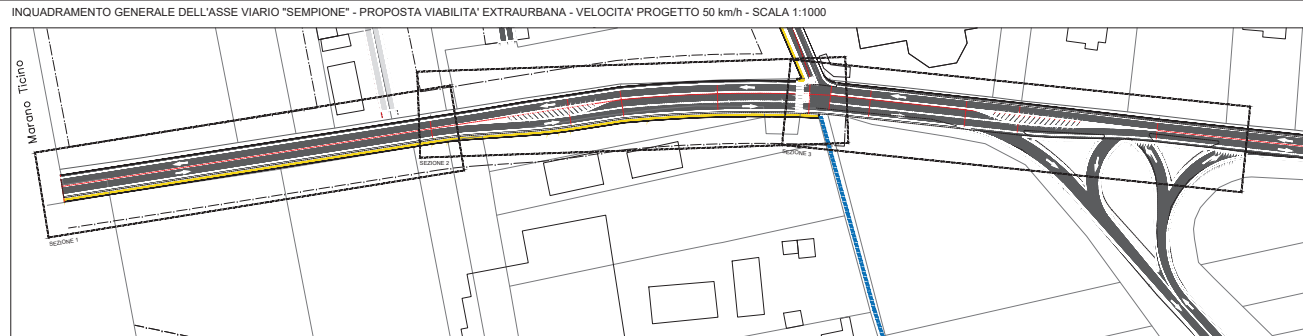 INQUADRAMENTO GENERALE DELL'ASSE VIARIO "SEMPIONE" - PROPOSTA VIABILITA' EXTRAURBANA - VELOCITA' PROGETTO 50 km/h - SCALA 1:1000
Marano Ticino
SEZIONE 1
SEZIONE 2
SEZIONE 3